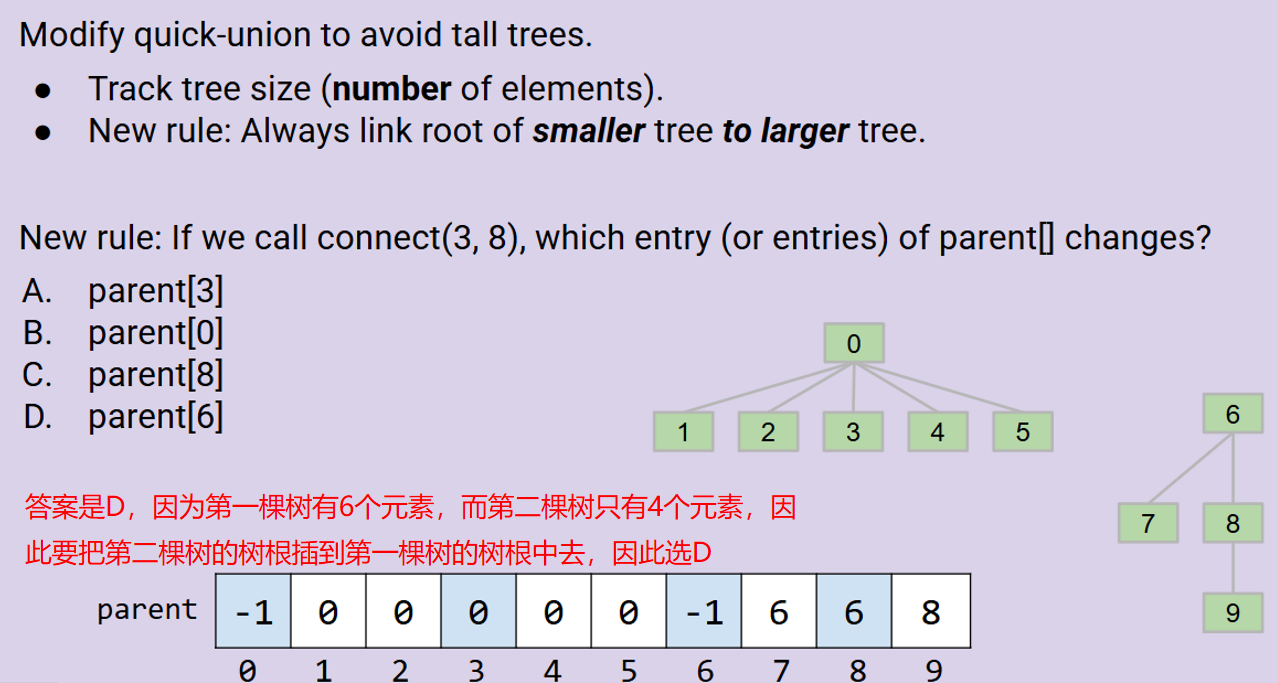 Modify quick-union to avoid tall trees.
● Track tree size (number of elements).
● New rule: Always link root of smaller tree to larger tree.
New rule: If we call connect(3, 8), which entry (or entries) of parent[] changes?
A. parent[3]
B. parent[0]
C. parent[8]
D. parent[6]
0
1 2 3 4 5
6
7 8
9
答案是D，因为第一棵树有6个元素，而第二棵树只有4个元素，因
此要把第二棵树的树根插到第一棵树的树根中去，因此选D
parent -1 0 0 0 0 0 -1 6 6 8
0 1 2 3 4 5 6 7 8 9